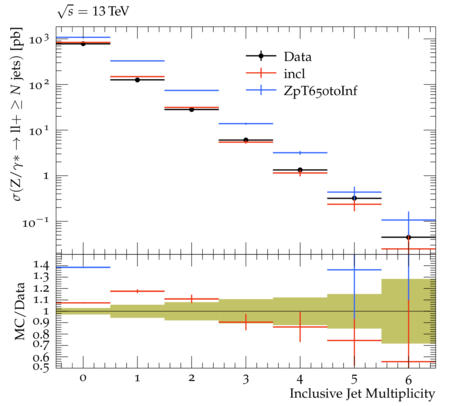 √s = 13 TeV
σ(Z/γ∗ → ll+ ≥ N jets) [pb]
Data
incl
ZpT650toInf
10³
10²
10¹
1
10⁻¹
MC/Data
1.4
1.3
1.2
1.1
1
0.9
0.8
0.7
0.6
0.5
0 1 2 3 4 5 6
Inclusive Jet Multiplicity